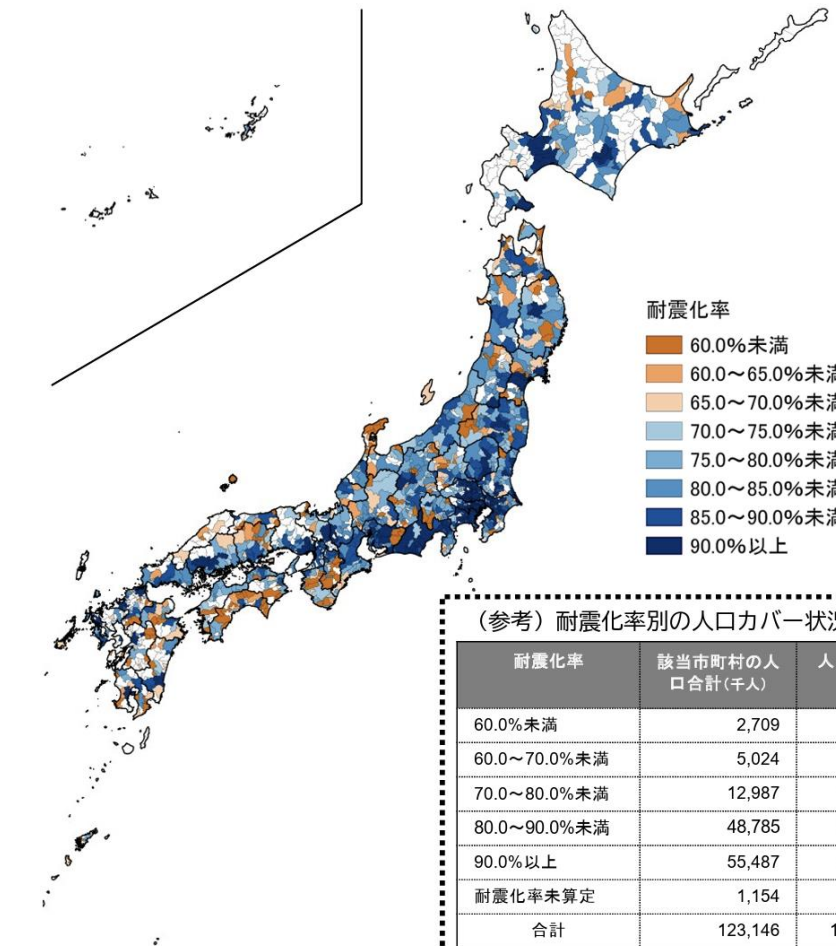 耐震化率
60.0%未満
60.0～65.0%未満
65.0～70.0%未満
70.0～75.0%未満
75.0～80.0%未満
80.0～85.0%未満
85.0～90.0%未満
90.0%以上
（参考）耐震化率別の人口カバー状況
耐震化率 該当市町村の人 人
口合計(千人)
60.0%未満 2,709
60.0～70.0%未満 5,024
70.0～80.0%未満 12,987
80.0～90.0%未満 48,785
90.0%以上 55,487
耐震化率未算定 1,154
合計 123,146 1